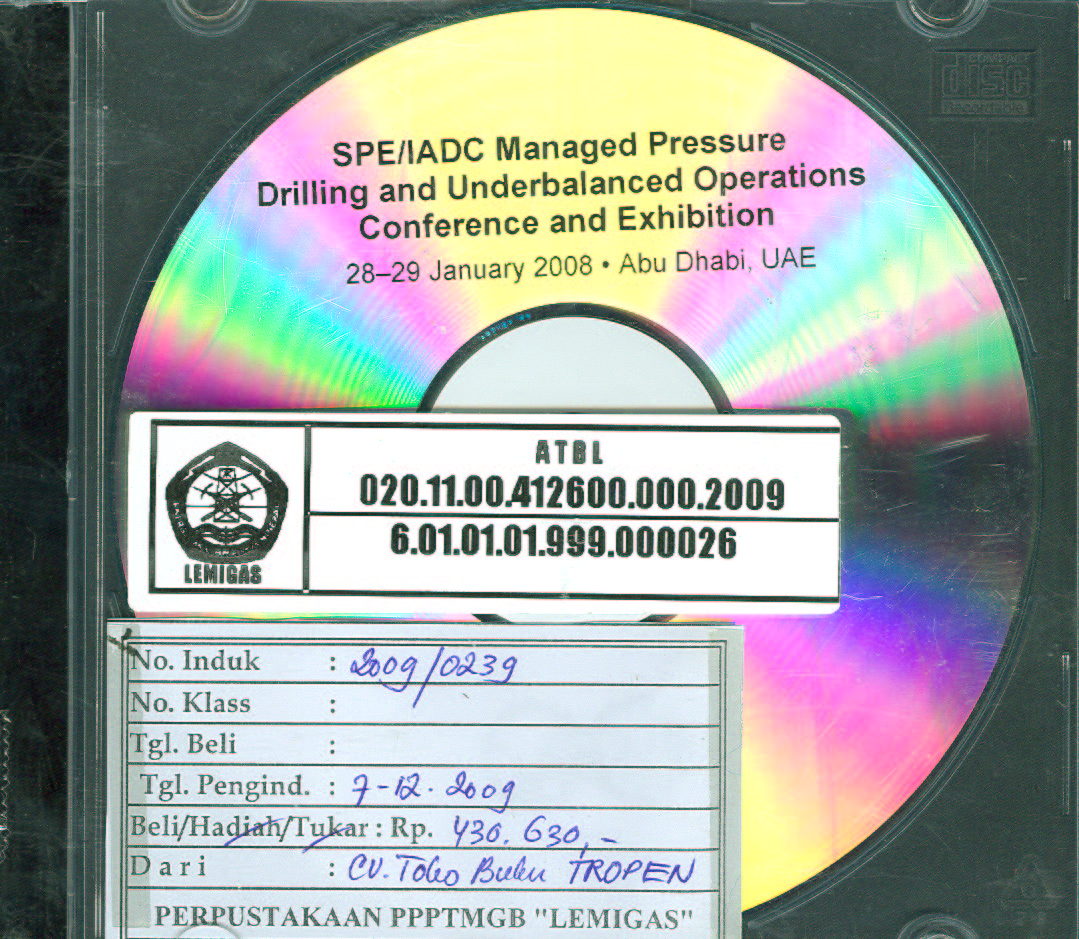 COMPACT
disc
Recordable
SPE/IADC Managed Pressure
Drilling and Underbalanced Operations
Conference and Exhibition
28–29 January 2008 • Abu Dhabi, UAE
ATBL
020.11.00.412600.000.2009
6.01.01.01.999.000026
LEMIGAS
No. Induk : 2009/0239
No. Klass :
Tgl. Beli :
Tgl. Pengind. : 7-12.2009
Beli/Hadiah/Tukar : Rp. 430.630,-
Dari : CV. Toko Buku TROPEN
PERPUSTAKAAN PPPTMGB "LEMIGAS"